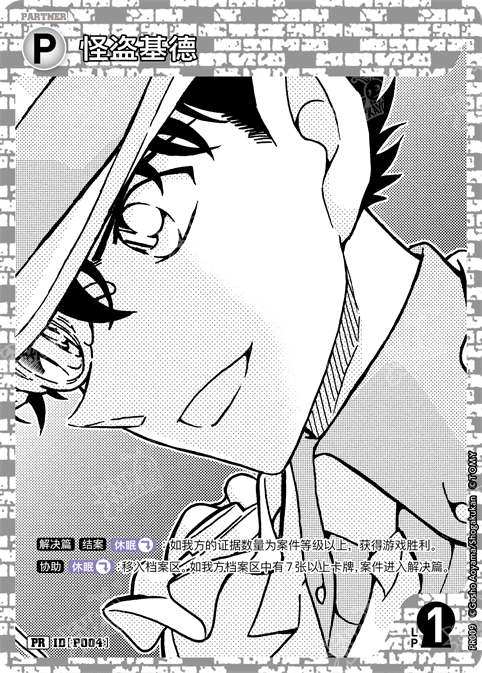 PARTNER
P 怪盗基德
解决篇 结案 休眠 : 如我方的证据数量为案件等级以上，获得游戏胜利。
协助 休眠 : 移入档案区，如我方档案区中有7张以上卡牌，案件进入解决篇。
PR ID[P004]
LP 1
PR019 ©Gosho Aoyama/Shogakukan ©TOMY